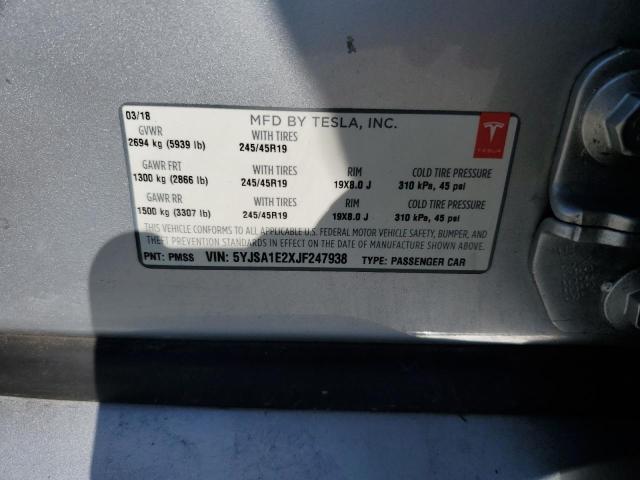 03/18 MFD BY TESLA, INC.
GVWR WITH TIRES
2694 kg (5939 lb) 245/45R19
TESLA
GAWR FRT WITH TIRES RIM COLD TIRE PRESSURE
1300 kg (2866 lb) 245/45R19 19X8.0 J 310 kPa, 45 psi
GAWR RR WITH TIRES RIM COLD TIRE PRESSURE
1500 kg (3307 lb) 245/45R19 19X8.0 J 310 kPa, 45 psi
THIS VEHICLE CONFORMS TO ALL APPLICABLE U.S. FEDERAL MOTOR VEHICLE SAFETY, BUMPER, AND
THEFT PREVENTION STANDARDS IN EFFECT ON THE DATE OF MANUFACTURE SHOWN ABOVE.
PNT: PMSS VIN: 5YJSA1E2XJF247938 TYPE: PASSENGER CAR